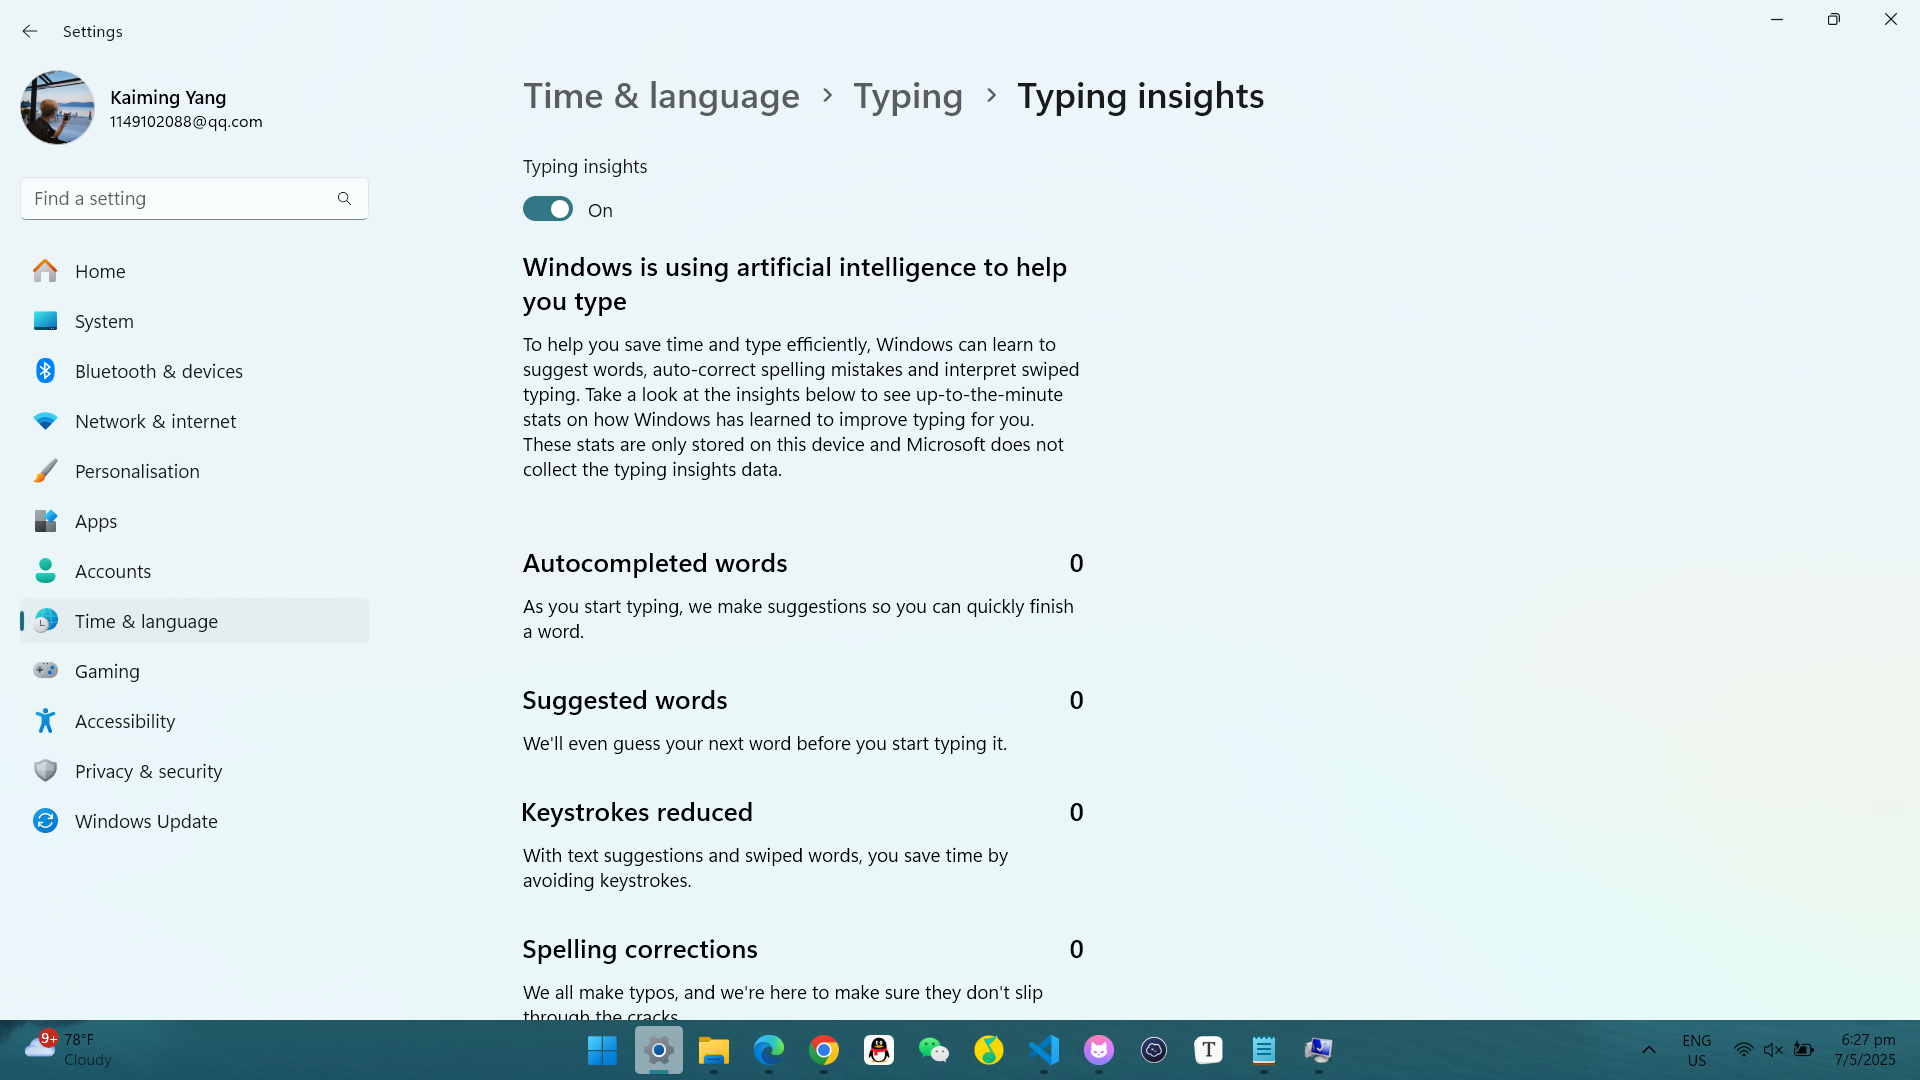 Settings
Kaiming Yang
1149102088@qq.com
Find a setting
Home
System
Bluetooth & devices
Network & internet
Personalisation
Apps
Accounts
Time & language
Gaming
Accessibility
Privacy & security
Windows Update
Time & language > Typing > Typing insights
Typing insights
On
Windows is using artificial intelligence to help
you type
To help you save time and type efficiently, Windows can learn to
suggest words, auto-correct spelling mistakes and interpret swiped
typing. Take a look at the insights below to see up-to-the-minute
stats on how Windows has learned to improve typing for you.
These stats are only stored on this device and Microsoft does not
collect the typing insights data.
Autocompleted words 0
As you start typing, we make suggestions so you can quickly finish
a word.
Suggested words 0
We'll even guess your next word before you start typing it.
Keystrokes reduced 0
With text suggestions and swiped words, you save time by
avoiding keystrokes.
Spelling corrections 0
We all make typos, and we're here to make sure they don't slip
through the cracks.
9+
78°F
Cloudy
T
ENG
US
6:27 pm
7/5/2025